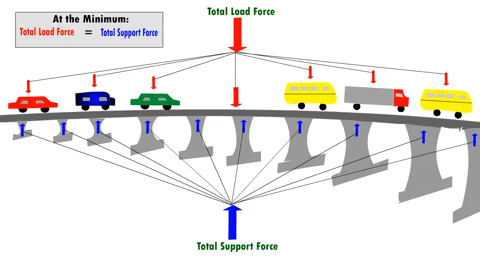 Total Load Force
At the Minimum:
Total Load Force = Total Support Force
Total Support Force